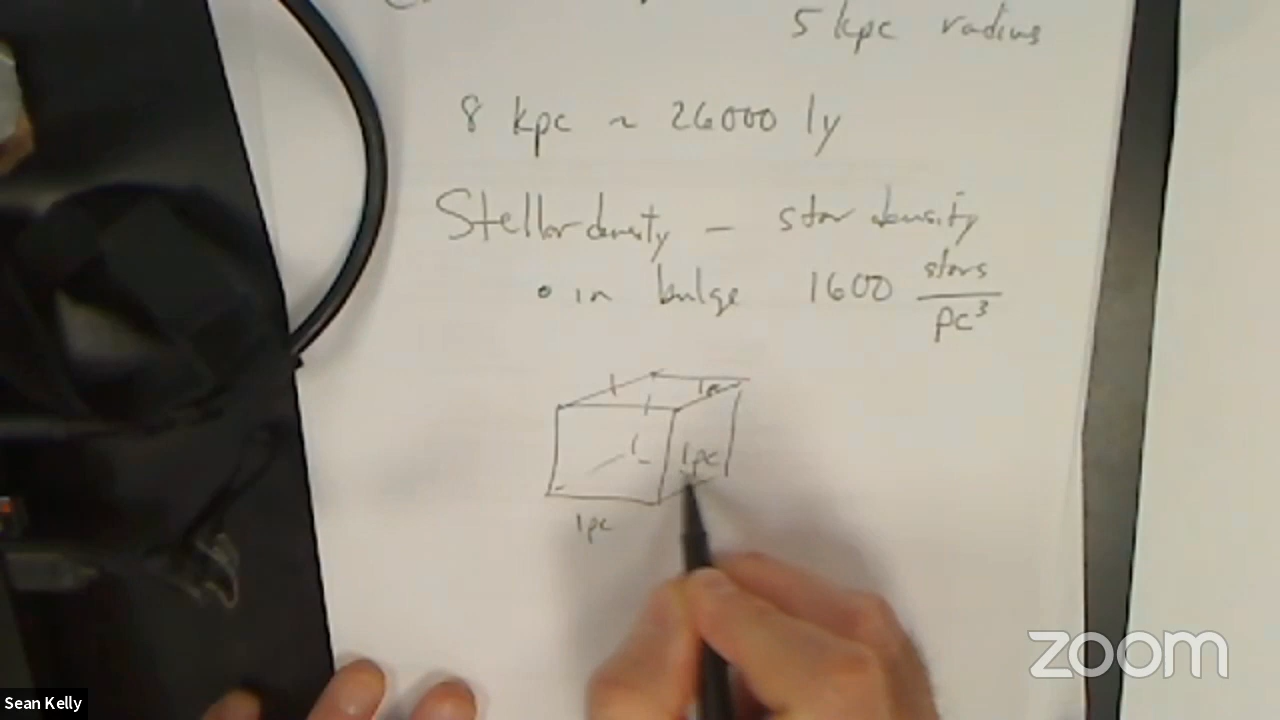 5 kpc radius
8 kpc ~ 26000 ly
Stellar density – star density
• in bulge 1600 stars/pc³
1pc
1pc
1pc
zoom
Sean Kelly